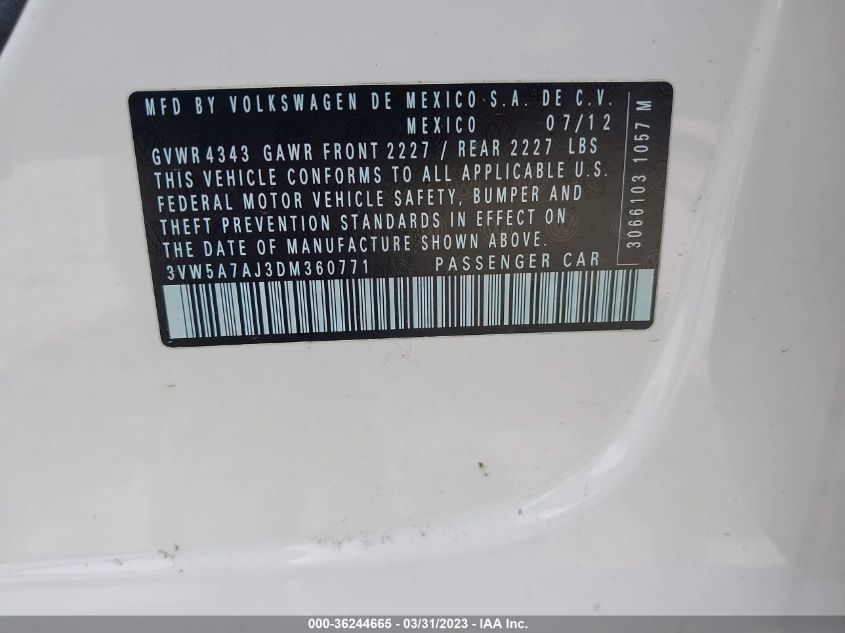 MFD BY VOLKSWAGEN DE MEXICO S.A. DE C.V.
MEXICO 07/12
GVWR 4343 GAWR FRONT 2227 / REAR 2227 LBS
THIS VEHICLE CONFORMS TO ALL APPLICABLE U.S.
FEDERAL MOTOR VEHICLE SAFETY, BUMPER AND
THEFT PREVENTION STANDARDS IN EFFECT ON
THE DATE OF MANUFACTURE SHOWN ABOVE.
3VW5A7AJ3DM360771 PASSENGER CAR
3066103 1057 M
000-36244665 - 03/31/2023 - IAA Inc.